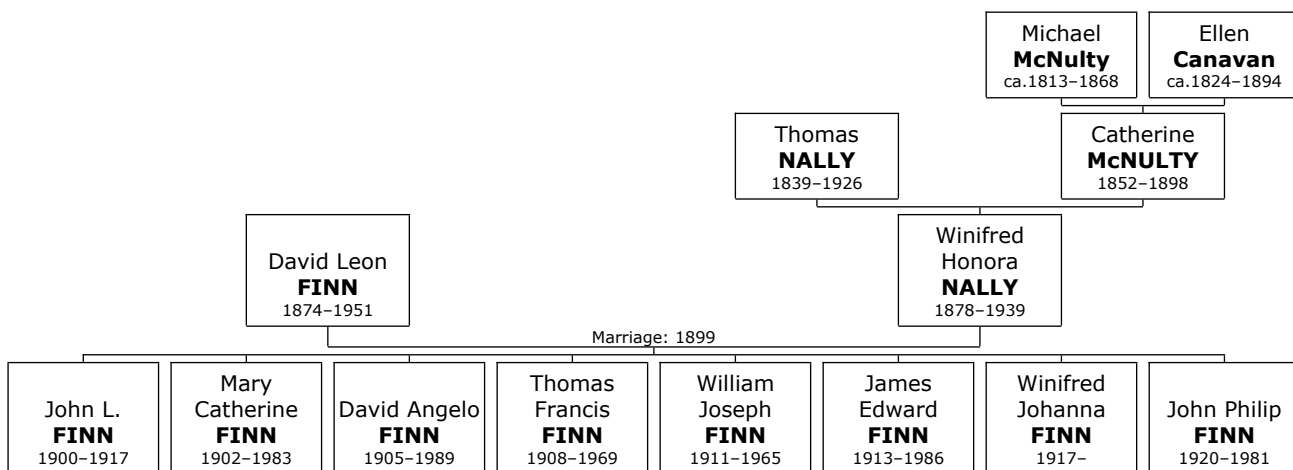 Michael
McNulty
ca.1813–1868
Ellen
Canavan
ca.1824–1894
Thomas
NALLY
1839–1926
Catherine
McNULTY
1852–1898
David Leon
FINN
1874–1951
Winifred
Honora
NALLY
1878–1939
Marriage: 1899
John L.
FINN
1900–1917
Mary
Catherine
FINN
1902–1983
David Angelo
FINN
1905–1989
Thomas
Francis
FINN
1908–1969
William
Joseph
FINN
1911–1965
James
Edward
FINN
1913–1986
Winifred
Johanna
FINN
1917–
John Philip
FINN
1920–1981